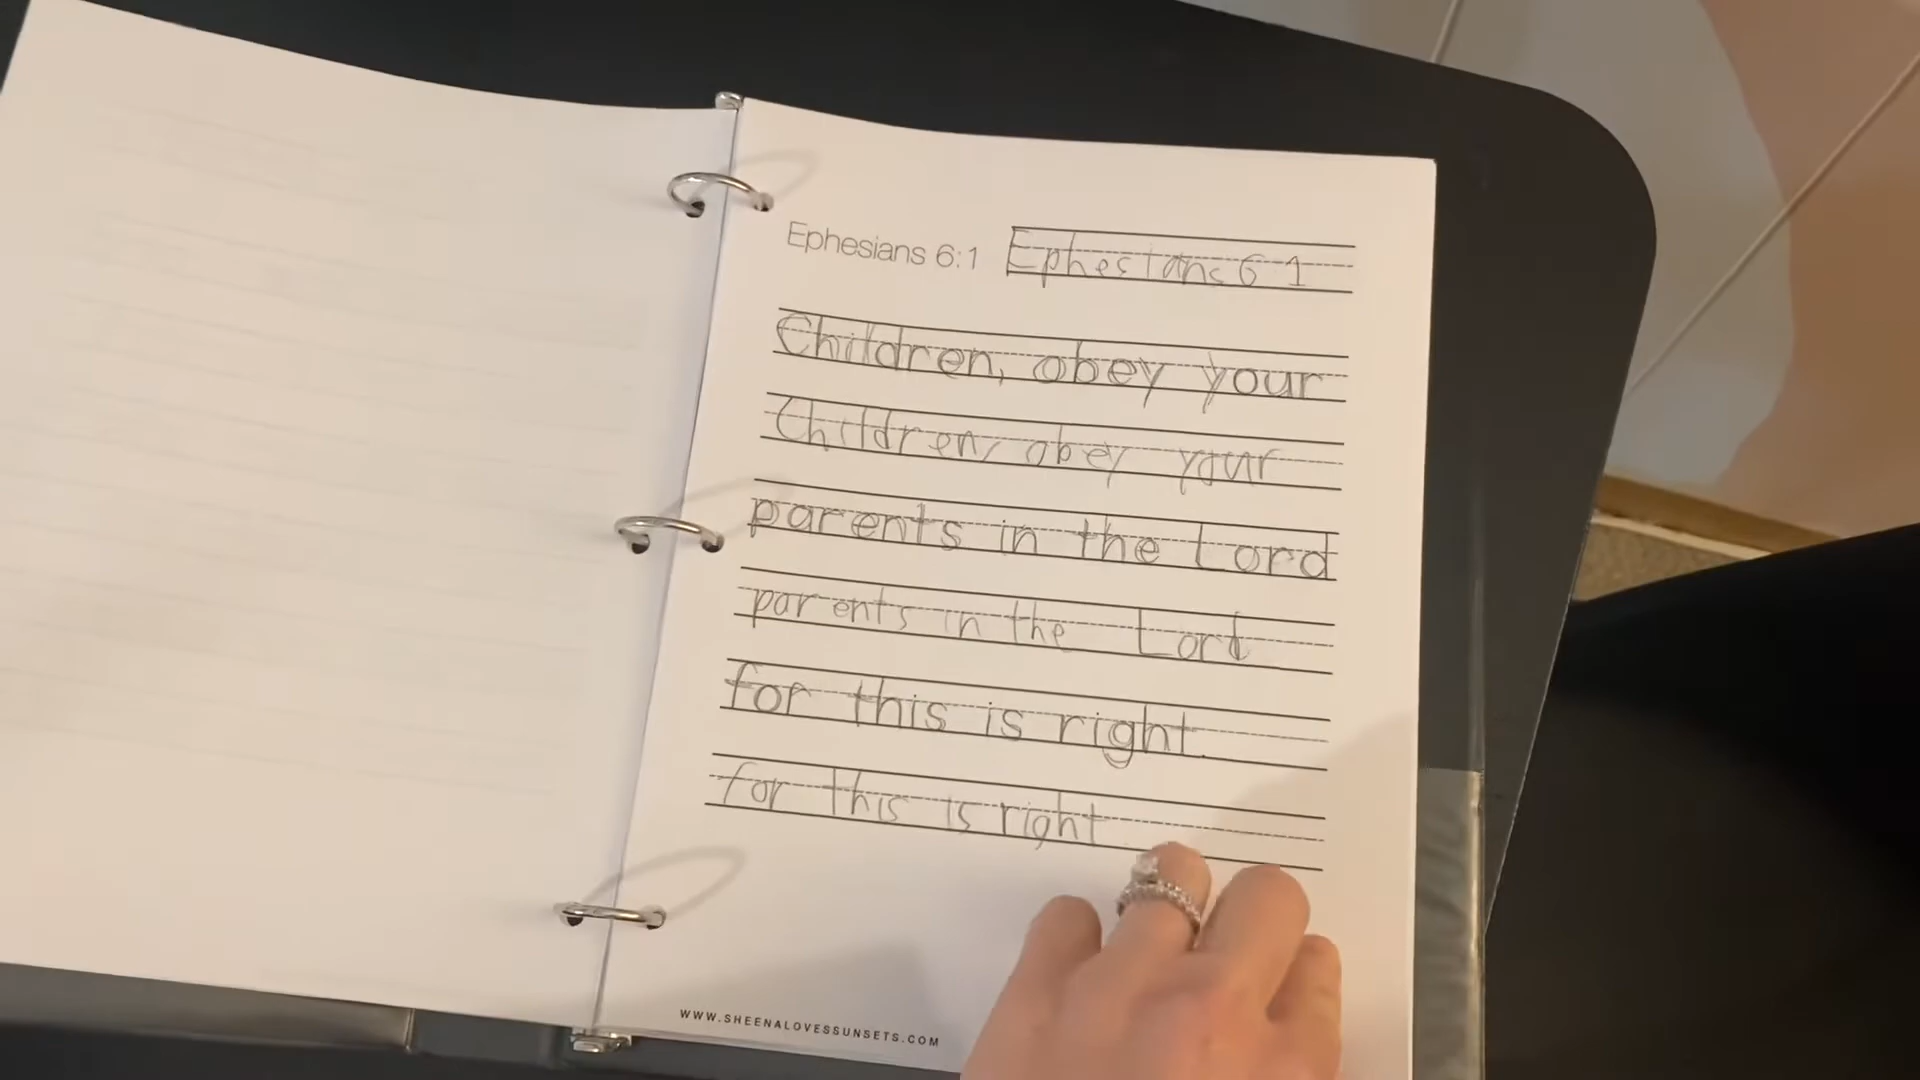 Ephesians 6:1 Ephesians 6 1
Children, obey your
Children, obey your
parents in the Lord
parents in the Lord
for this is right.
for this is right
WWW.SHEENALOVESSUNSETS.COM